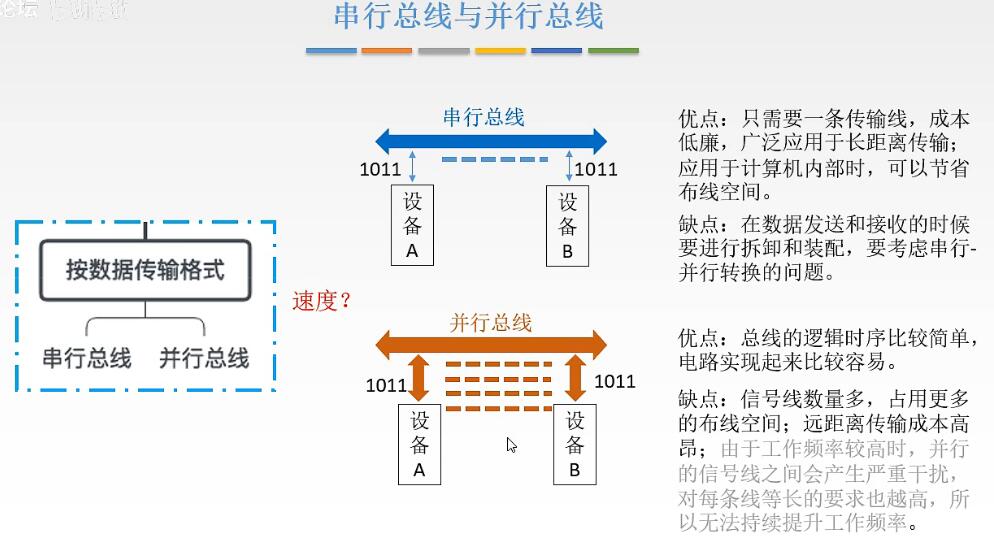 论坛
串行总线与并行总线
按数据传输格式
串行总线
并行总线
速度？
串行总线
1011
1011
设备A
设备B
并行总线
1011
1011
设备A
设备B
优点：只需要一条传输线，成本
低廉，广泛应用于长距离传输；
应用于计算机内部时，可以节省
布线空间。
缺点：在数据发送和接收的时候
要进行拆卸和装配，要考虑串行-
并行转换的问题。
优点：总线的逻辑时序比较简单，
电路实现起来比较容易。
缺点：信号线数量多，占用更多
的布线空间；远距离传输成本高
昂；由于工作频率较高时，并行
的信号线之间会产生严重干扰，
对每条线等长的要求也越高，所
以无法持续提升工作频率。